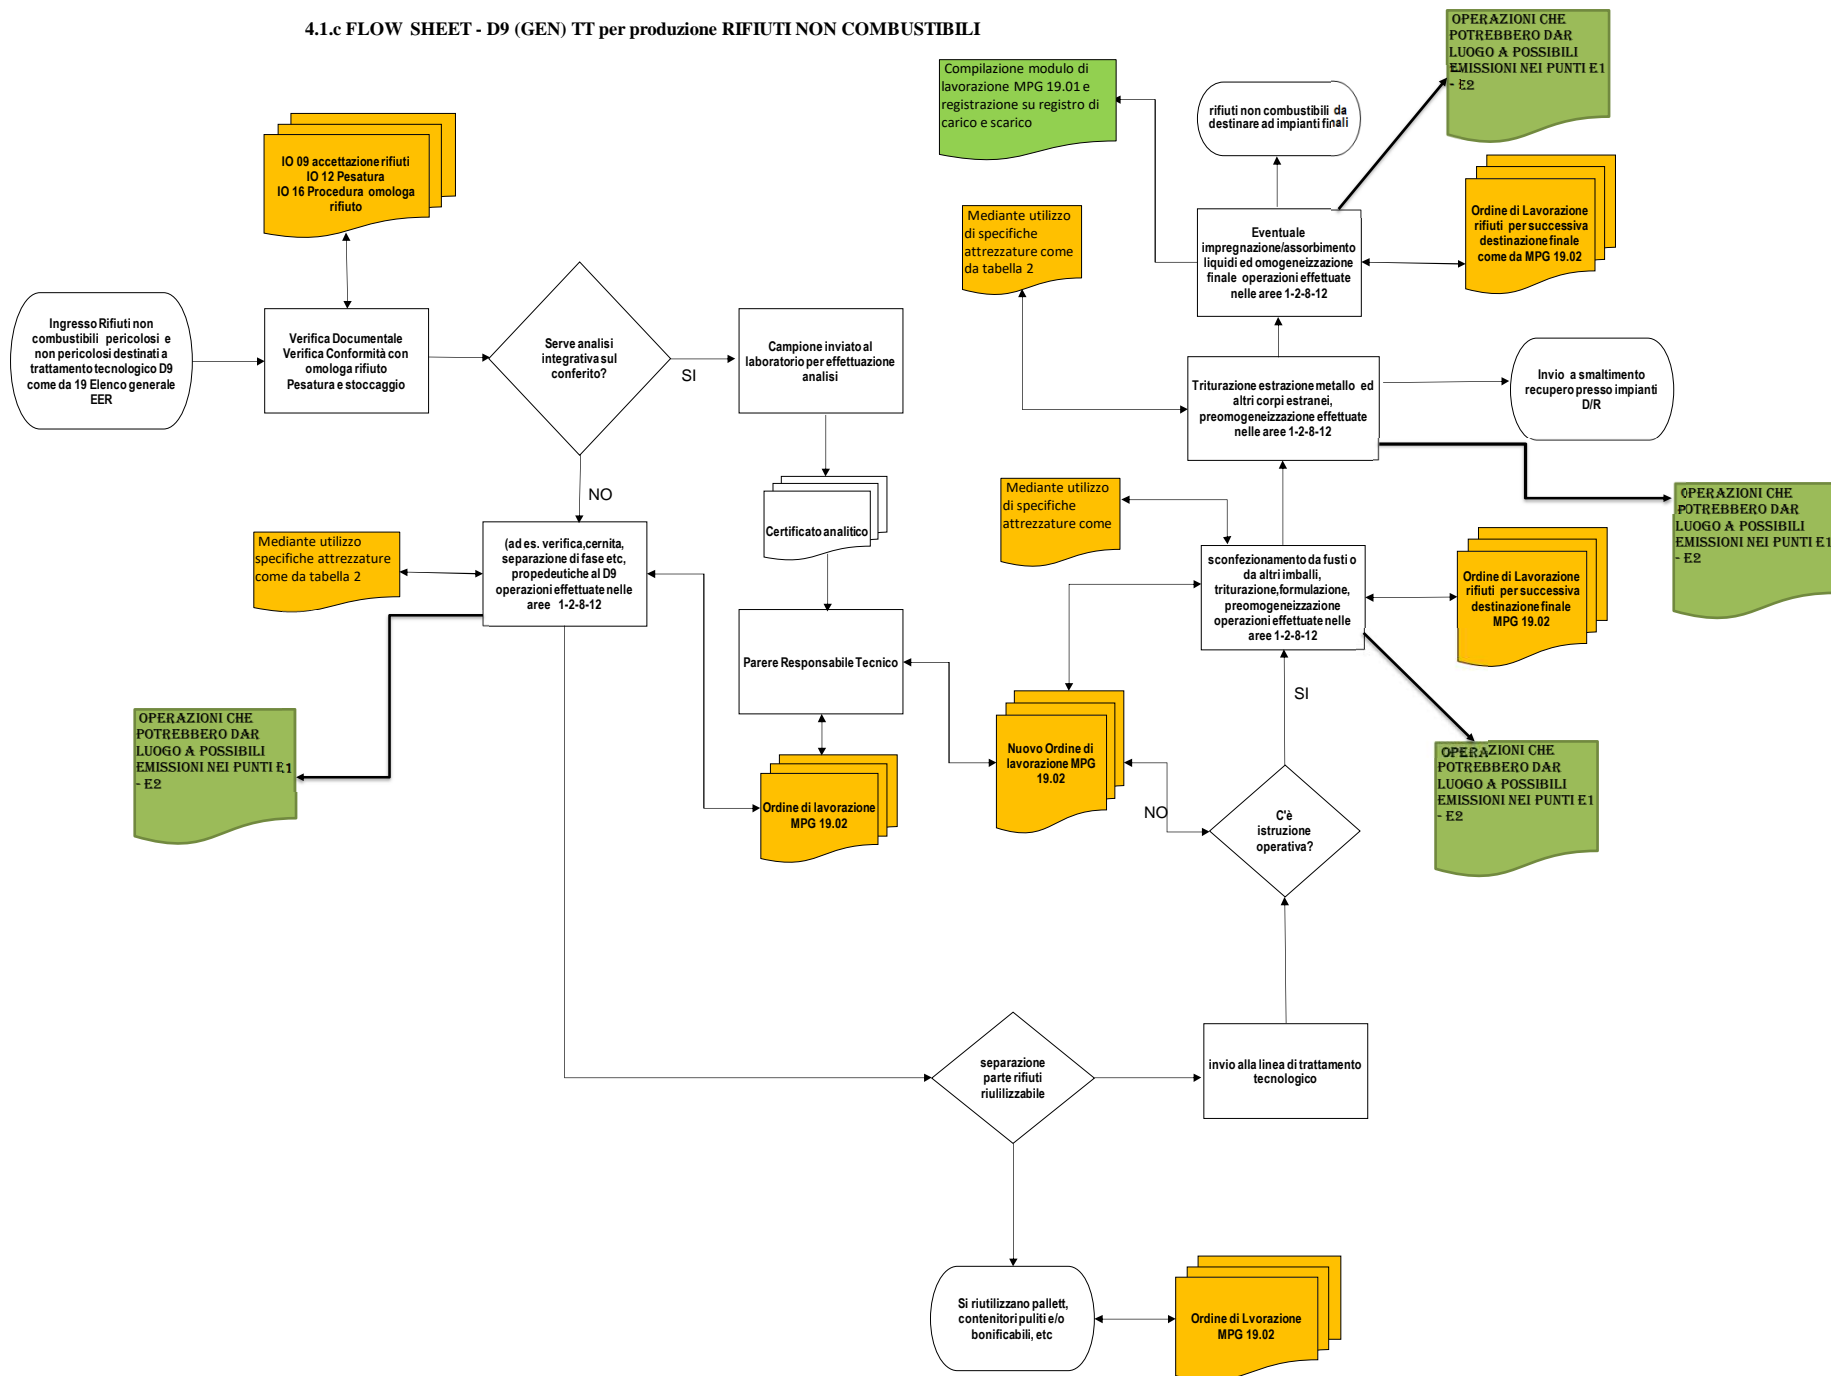 4.1.c FLOW SHEET - D9 (GEN) TT per produzione RIFIUTI NON COMBUSTIBILI
OPERAZIONI CHE
POTREBBERO DAR
LUOGO A POSSIBILI
EMISSIONI NEI PUNTI E1
- E2
Compilazione modulo di
lavorazione MPG 19.01 e
registrazione su registro di
carico e scarico
rifiuti non combustibili da
destinare ad impianti finali
IO 09 accettazione rifiuti
IO 12 Pesatura
IO 16 Procedura omologa
rifiuto
Mediante utilizzo
di specifiche
attrezzature come
da tabella 2
Eventuale
impregnazione/assorbimento
liquidi ed omogeneizzazione
finale operazioni effettuate
nelle aree 1-2-8-12
Ordine di Lavorazione
rifiuti per successiva
destinazione finale
come da MPG 19.02
Ingresso Rifiuti non
combustibili pericolosi e
non pericolosi destinati a
trattamento tecnologico D9
come da 19 Elenco generale
EER
Verifica Documentale
Verifica Conformità con
omologa rifiuto
Pesatura e stoccaggio
Serve analisi
integrativa sul
conferito?
SI
Campione inviato al
laboratorio per effettuazione
analisi
Triturazione estrazione metallo ed
altri corpi estranei,
preomogeneizzazione effettuate
nelle aree 1-2-8-12
Invio a smaltimento
recupero presso impianti
D/R
NO
Certificato analitico
Mediante utilizzo
di specifiche
attrezzature come
OPERAZIONI CHE
POTREBBERO DAR
LUOGO A POSSIBILI
EMISSIONI NEI PUNTI E1
- E2
Mediante utilizzo
specifiche attrezzature
come da tabella 2
(ad es. verifica,cernita,
separazione di fase etc,
propedeutiche al D9
operazioni effettuate nelle
aree 1-2-8-12
sconfezionamento da fusti o
da altri imballi,
triturazione,formulazione,
preomogeneizzazione
operazioni effettuate nelle
aree 1-2-8-12
Ordine di Lavorazione
rifiuti per successiva
destinazione finale
MPG 19.02
Parere Responsabile Tecnico
SI
OPERAZIONI CHE
POTREBBERO DAR
LUOGO A POSSIBILI
EMISSIONI NEI PUNTI E1
- E2
Ordine di lavorazione
MPG 19.02
Nuovo Ordine di
lavorazione MPG
19.02
NO
C'è
istruzione
operativa?
OPERAZIONI CHE
POTREBBERO DAR
LUOGO A POSSIBILI
EMISSIONI NEI PUNTI E1
- E2
separazione
parte rifiuti
riulilizzabile
invio alla linea di trattamento
tecnologico
Si riutilizzano pallett,
contenitori puliti e/o
bonificabili, etc
Ordine di Lvorazione
MPG 19.02